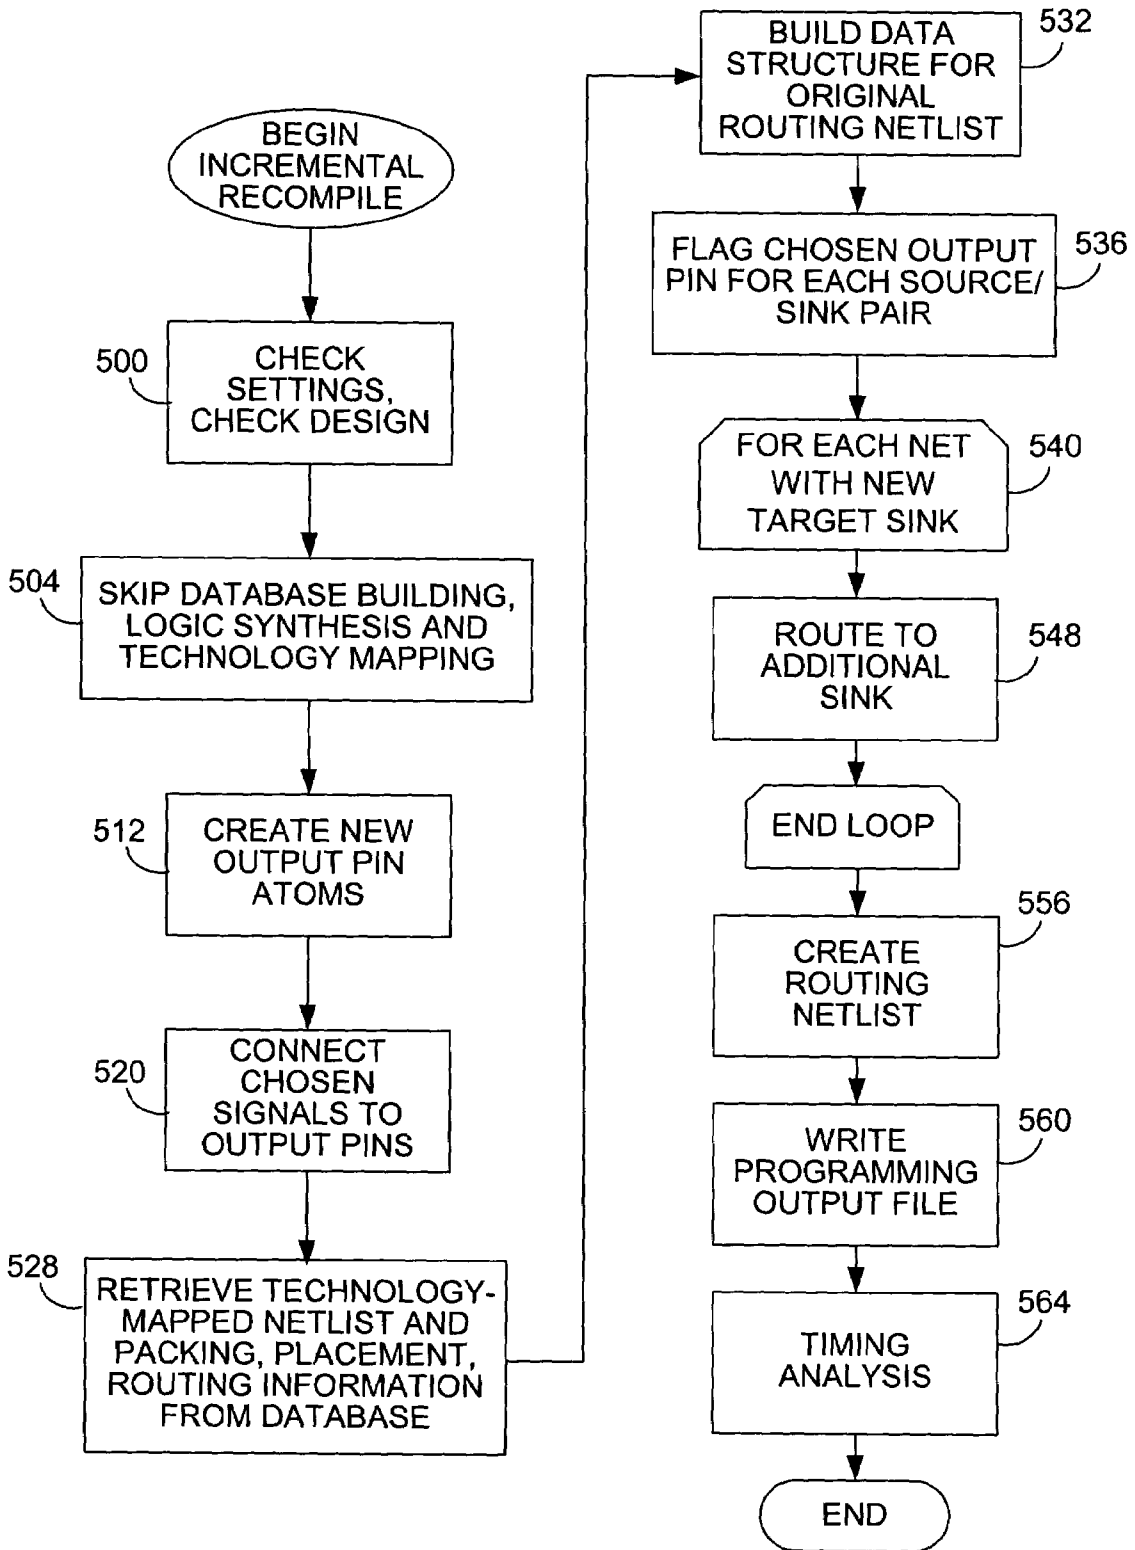 BEGIN
INCREMENTAL
RECOMPILE
500
CHECK
SETTINGS,
CHECK DESIGN
504
SKIP DATABASE BUILDING,
LOGIC SYNTHESIS AND
TECHNOLOGY MAPPING
512
CREATE NEW
OUTPUT PIN
ATOMS
520
CONNECT
CHOSEN
SIGNALS TO
OUTPUT PINS
528
RETRIEVE TECHNOLOGY-
MAPPED NETLIST AND
PACKING, PLACEMENT,
ROUTING INFORMATION
FROM DATABASE
532
BUILD DATA
STRUCTURE FOR
ORIGINAL
ROUTING NETLIST
536
FLAG CHOSEN OUTPUT
PIN FOR EACH SOURCE/
SINK PAIR
540
FOR EACH NET
WITH NEW
TARGET SINK
548
ROUTE TO
ADDITIONAL
SINK
END LOOP
556
CREATE
ROUTING
NETLIST
560
WRITE
PROGRAMMING
OUTPUT FILE
564
TIMING
ANALYSIS
END